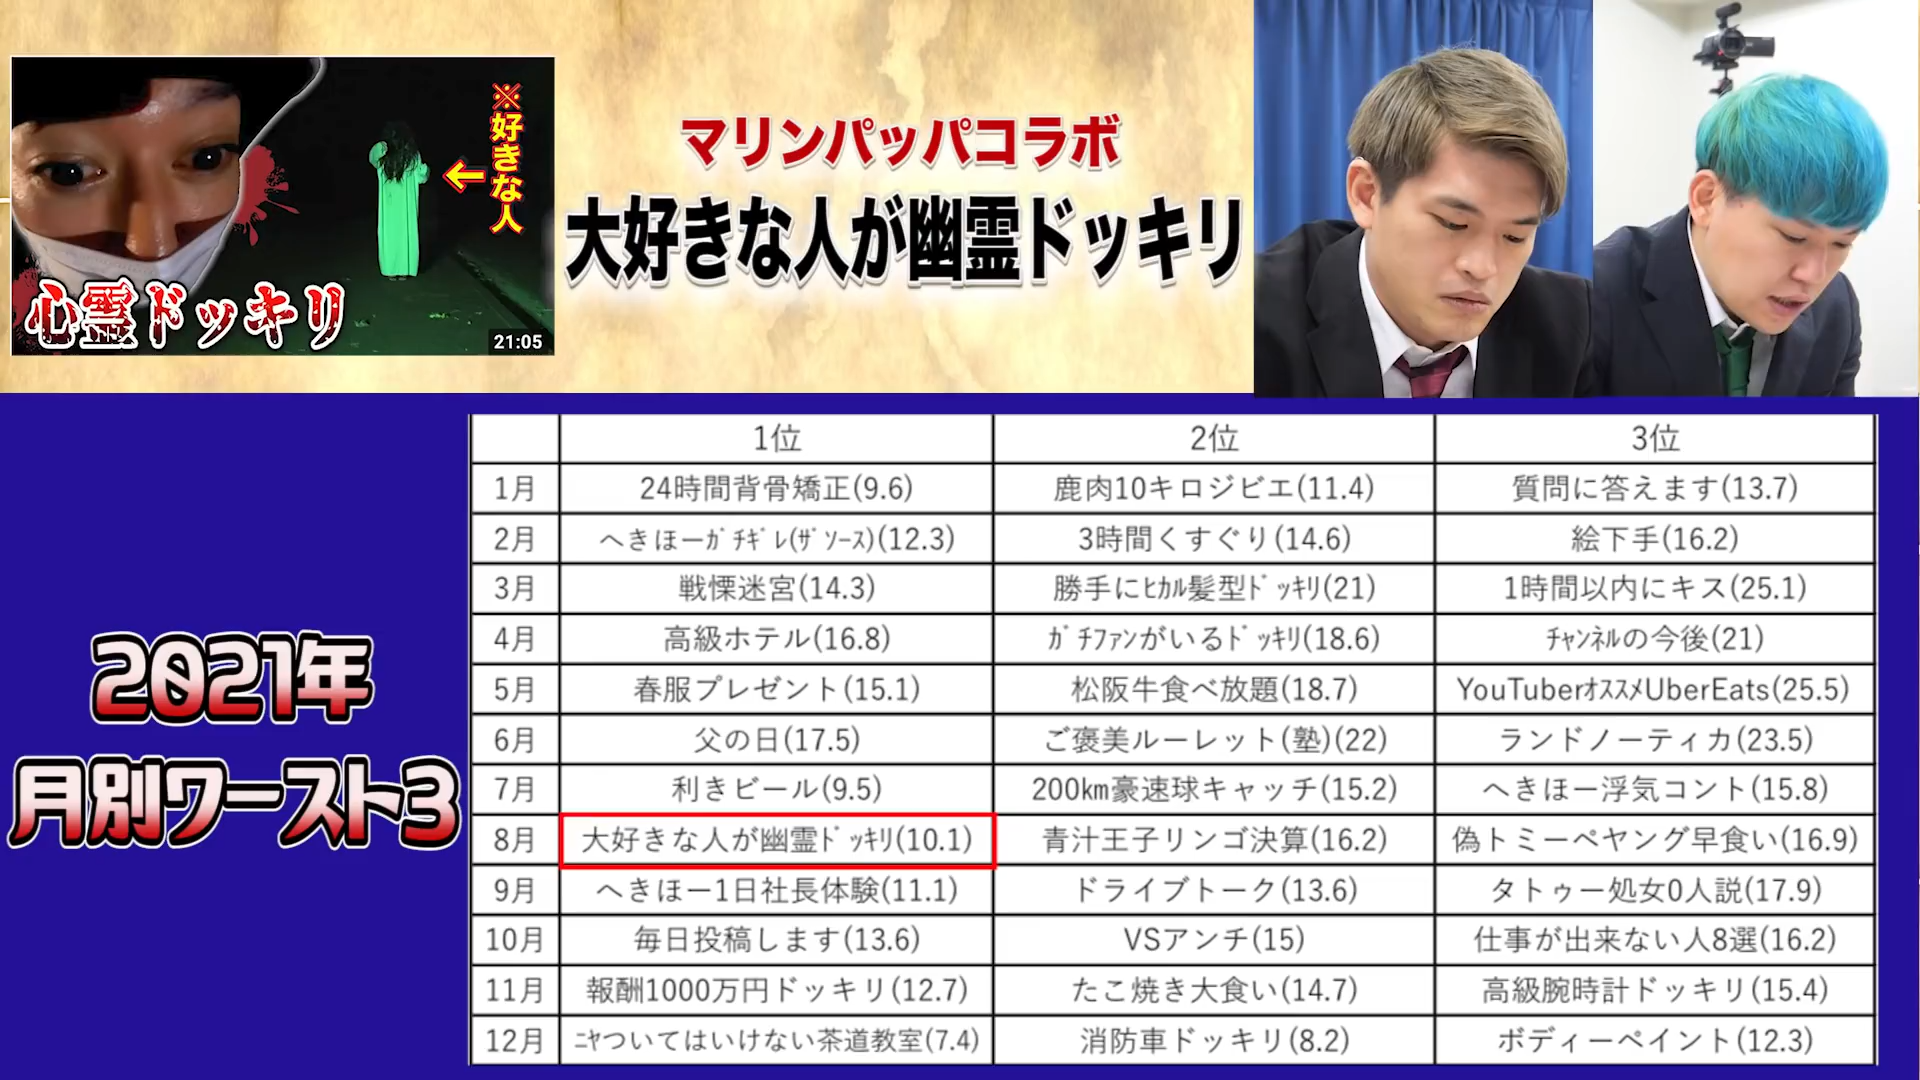 ※好きな人
←
心霊ドッキリ
21:05
マリンパッパコラボ
大好きな人が幽霊ドッキリ
2021年
月別ワースト3
1位 2位 3位
1月 24時間背骨矯正(9.6) 鹿肉10キロジビエ(11.4) 質問に答えます(13.7)
2月 へきほーｶﾞﾁｷﾞﾚ(ｻﾞｿｰｽ)(12.3) 3時間くすぐり(14.6) 絵下手(16.2)
3月 戦慄迷宮(14.3) 勝手にﾋｶﾙ髪型ﾄﾞｯｷﾘ(21) 1時間以内にキス(25.1)
4月 高級ホテル(16.8) ｶﾞﾁﾌｧﾝがいるﾄﾞｯｷﾘ(18.6) ﾁｬﾝﾈﾙの今後(21)
5月 春服プレゼント(15.1) 松阪牛食べ放題(18.7) YouTuberｵｽｽﾒUberEats(25.5)
6月 父の日(17.5) ご褒美ルーレット(塾)(22) ランドノーティカ(23.5)
7月 利きビール(9.5) 200㎞豪速球キャッチ(15.2) へきほー浮気コント(15.8)
8月 大好きな人が幽霊ﾄﾞｯｷﾘ(10.1) 青汁王子リンゴ決算(16.2) 偽トミーペヤング早食い(16.9)
9月 へきほー1日社長体験(11.1) ドライブトーク(13.6) タトゥー処女0人説(17.9)
10月 毎日投稿します(13.6) VSアンチ(15) 仕事が出来ない人8選(16.2)
11月 報酬1000万円ドッキリ(12.7) たこ焼き大食い(14.7) 高級腕時計ドッキリ(15.4)
12月 ﾆﾔついてはいけない茶道教室(7.4) 消防車ドッキリ(8.2) ボディーペイント(12.3)